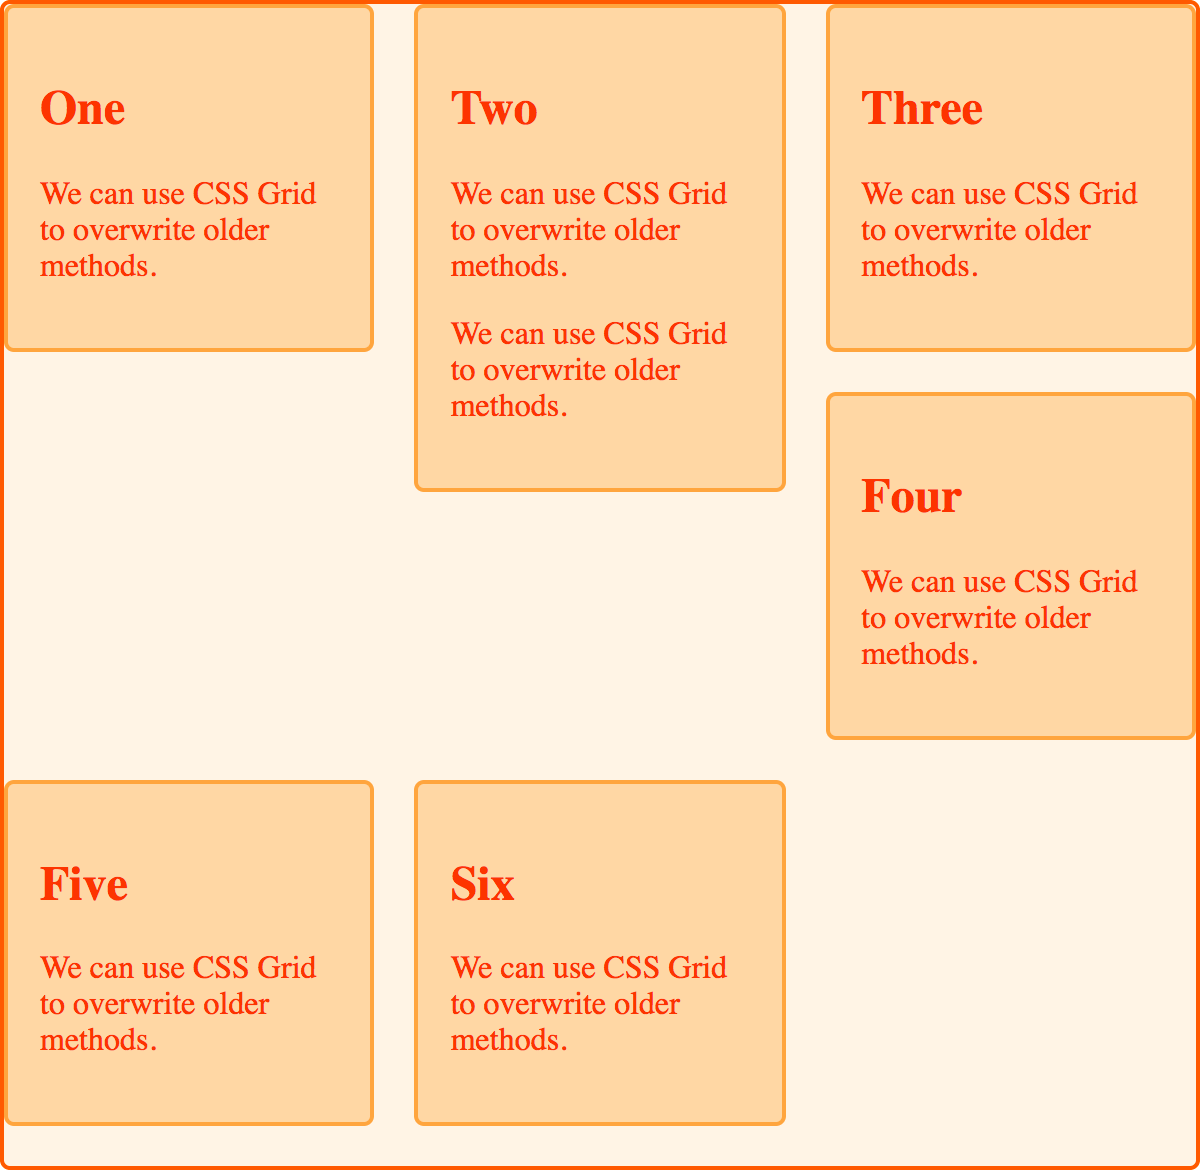 One
We can use CSS Grid
to overwrite older
methods.
Two
We can use CSS Grid
to overwrite older
methods.
We can use CSS Grid
to overwrite older
methods.
Three
We can use CSS Grid
to overwrite older
methods.
Four
We can use CSS Grid
to overwrite older
methods.
Five
We can use CSS Grid
to overwrite older
methods.
Six
We can use CSS Grid
to overwrite older
methods.